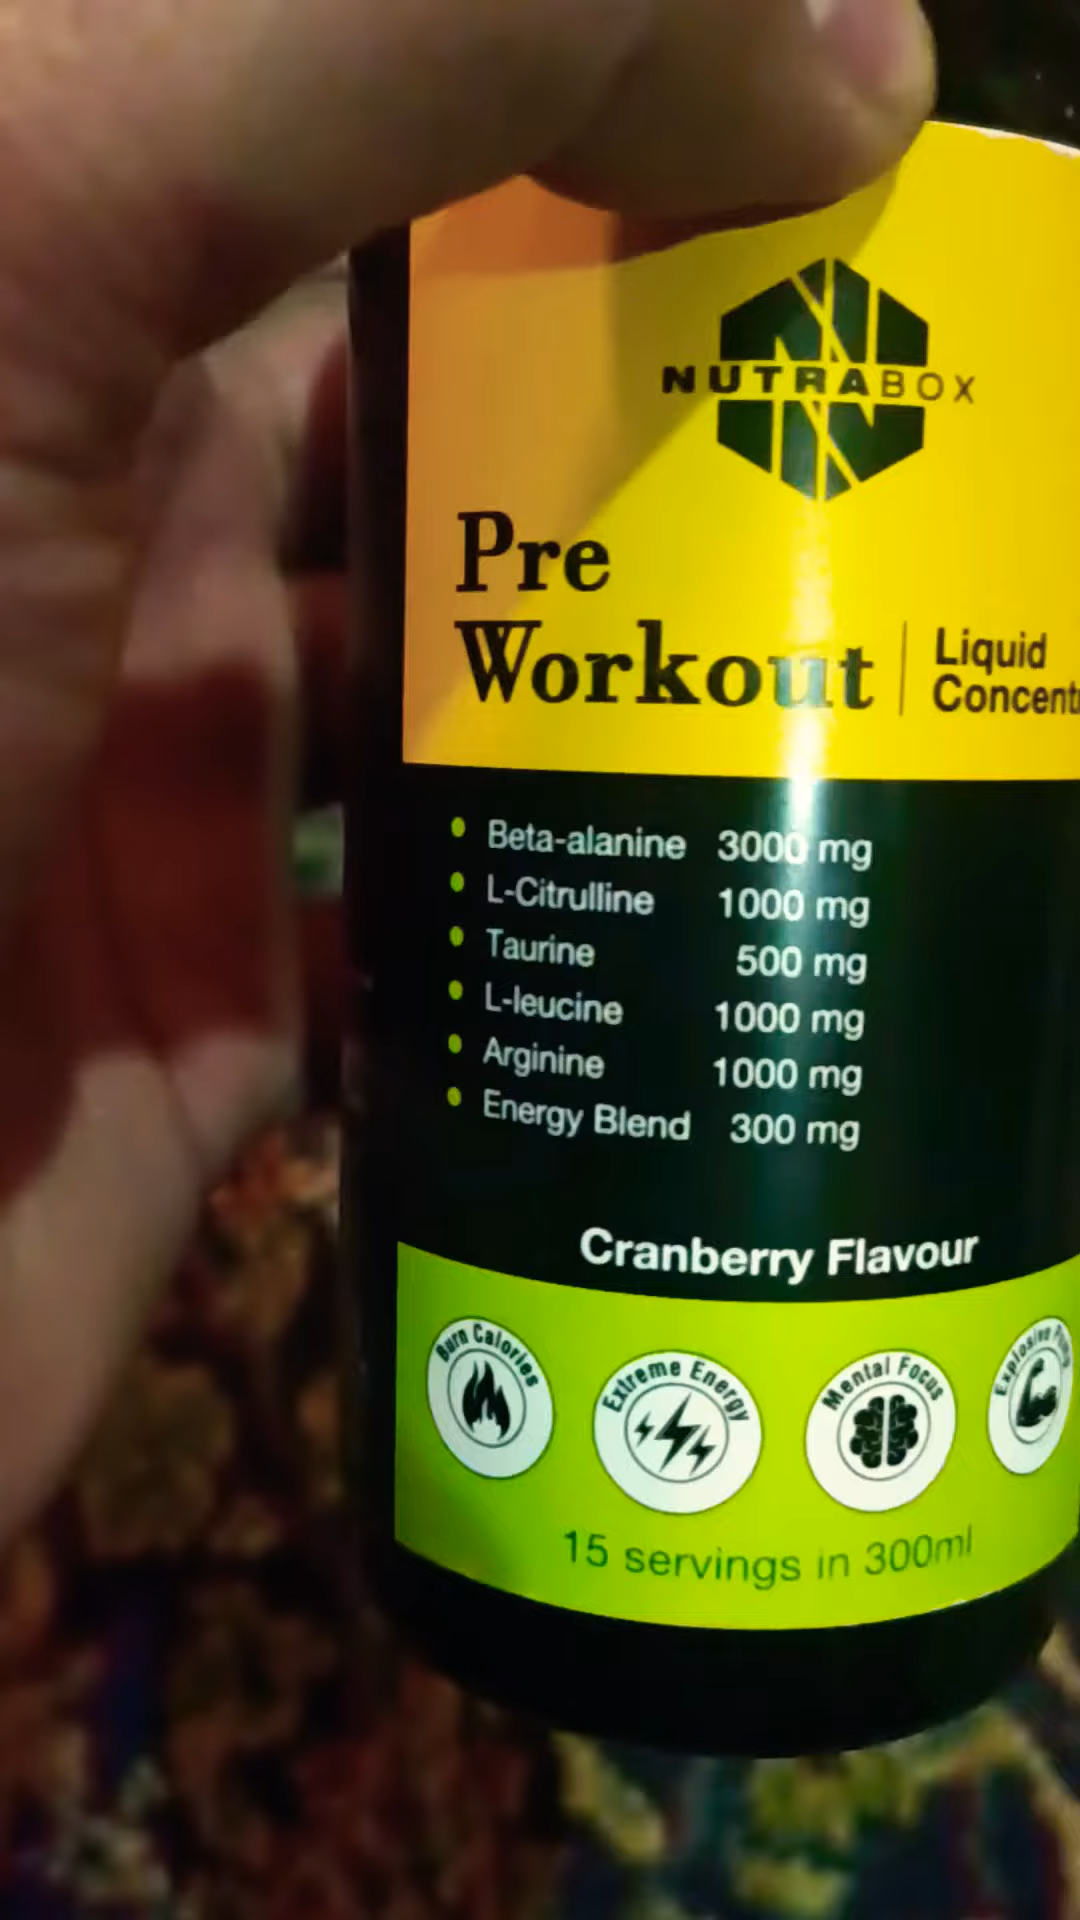 NUTRABOX
Pre
Workout
Liquid
Beta-alanine 3000 mg
L-Citrulline 1000 mg
Taurine 500 mg
L-leucine 1000 mg
Arginine 1000 mg
Energy Blend 300 mg
Cranberry Flavour
Burn Calories
Extreme Energy
Mental Focus
Explosive
15 servings in 300ml